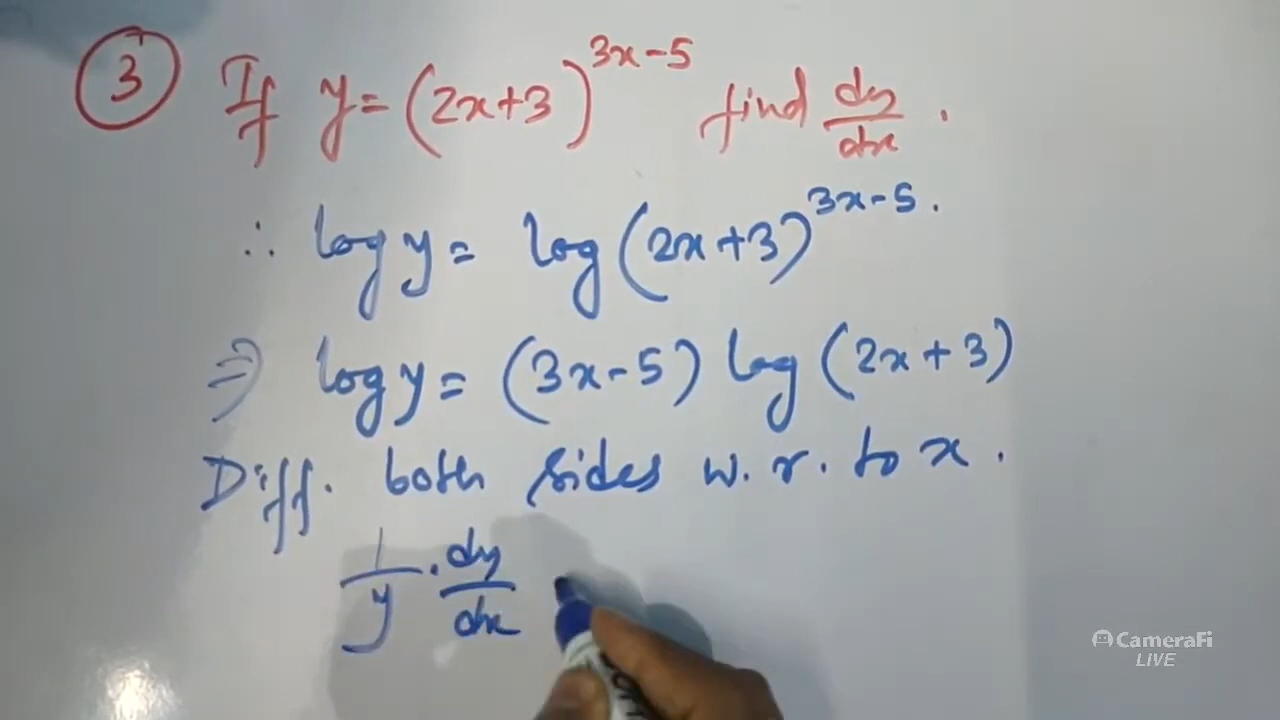 3 If y = (2x+3)^{3x-5} find dy/dx .
∴ log y = log (2x+3)^{3x-5} .
⇒ log y = (3x-5) log (2x+3)
Diff. both sides w.r. to x .
1/y · dy/dx
CameraFi
LIVE